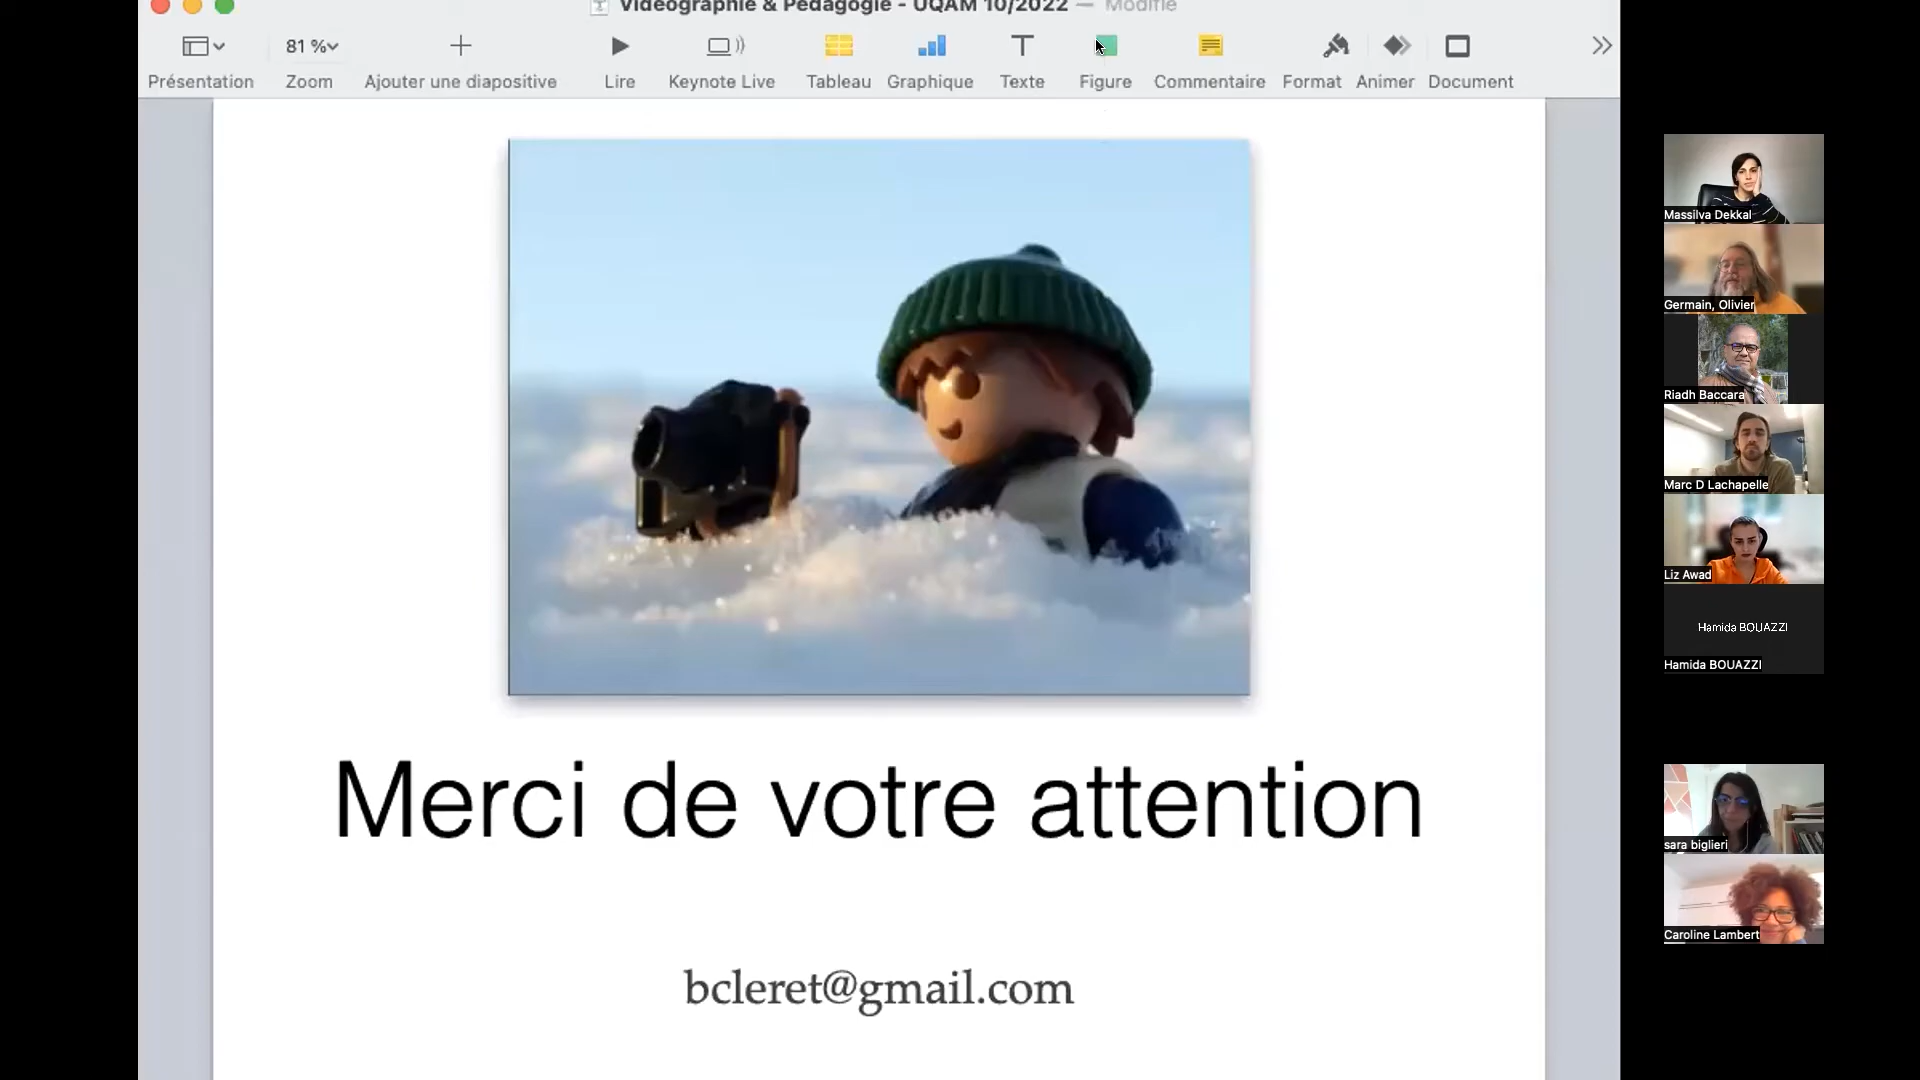 Vidéographie & Pédagogie - UQAM 10/2022 — Modifié
81 %
Présentation Zoom Ajouter une diapositive Lire Keynote Live Tableau Graphique Texte Figure Commentaire Format Animer Document
Merci de votre attention
bcleret@gmail.com
Massilva Dekkal
Germain, Olivier
Riadh Baccara
Marc D Lachapelle
Liz Awad
Hamida BOUAZZI
Hamida BOUAZZI
sara biglieri
Caroline Lambert